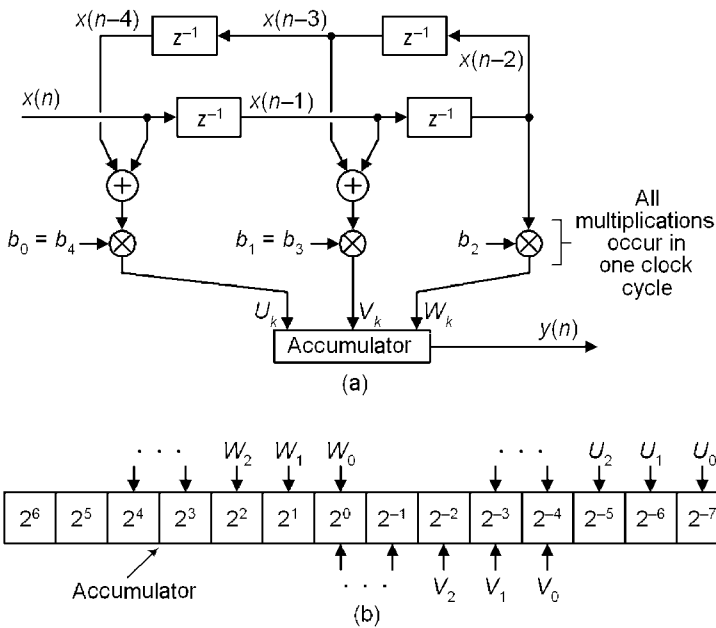 x(n–4) z⁻¹ x(n–3) z⁻¹
x(n–2)
x(n) z⁻¹ x(n–1) z⁻¹
+ +
b₀ = b₄ b₁ = b₃ b₂
All
multiplications
occur in
one clock
cycle
Uₖ Vₖ Wₖ
Accumulator y(n)
(a)
· · · W₂ W₁ W₀ · · · U₂ U₁ U₀
2⁶ 2⁵ 2⁴ 2³ 2² 2¹ 2⁰ 2⁻¹ 2⁻² 2⁻³ 2⁻⁴ 2⁻⁵ 2⁻⁶ 2⁻⁷
Accumulator · · · V₂ V₁ V₀
(b)